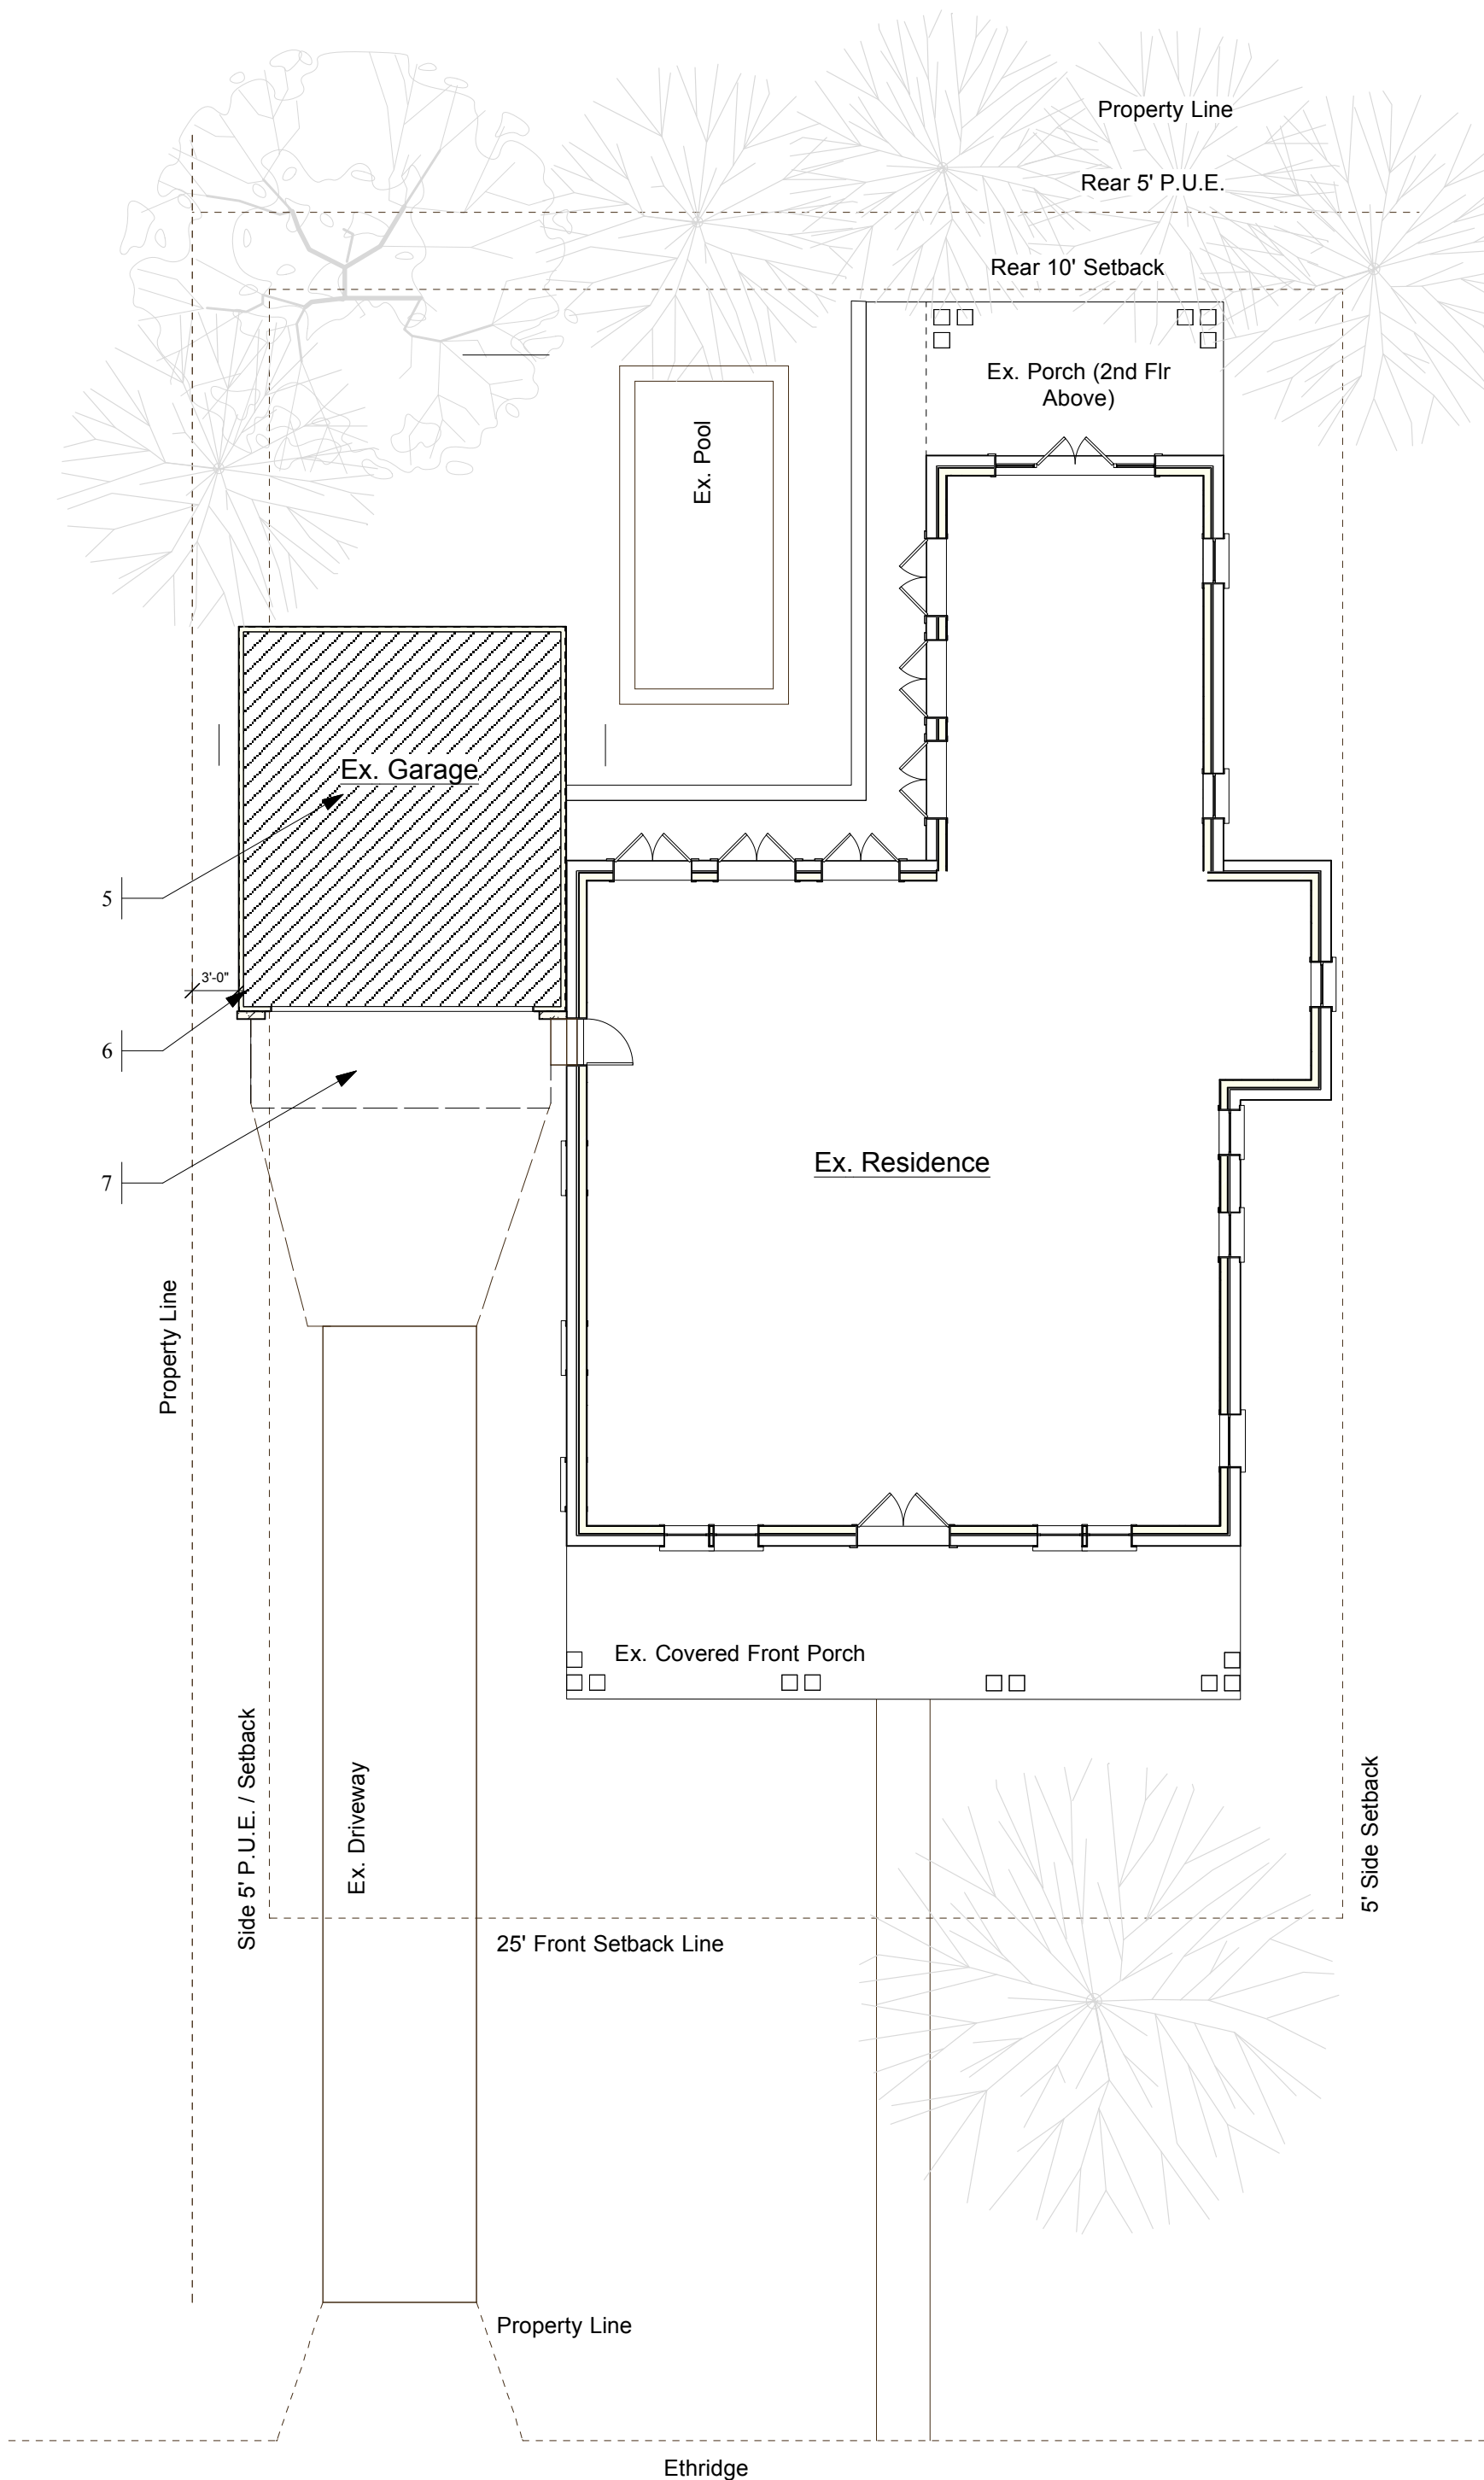 Property Line
Rear 5' P.U.E.
Rear 10' Setback
Ex. Porch (2nd Flr
Above)
Ex. Pool
Ex. Garage
5
3'-0"
6
7
Ex. Residence
Property Line
Ex. Covered Front Porch
Side 5' P.U.E. / Setback
Ex. Driveway
5' Side Setback
25' Front Setback Line
Property Line
Ethridge